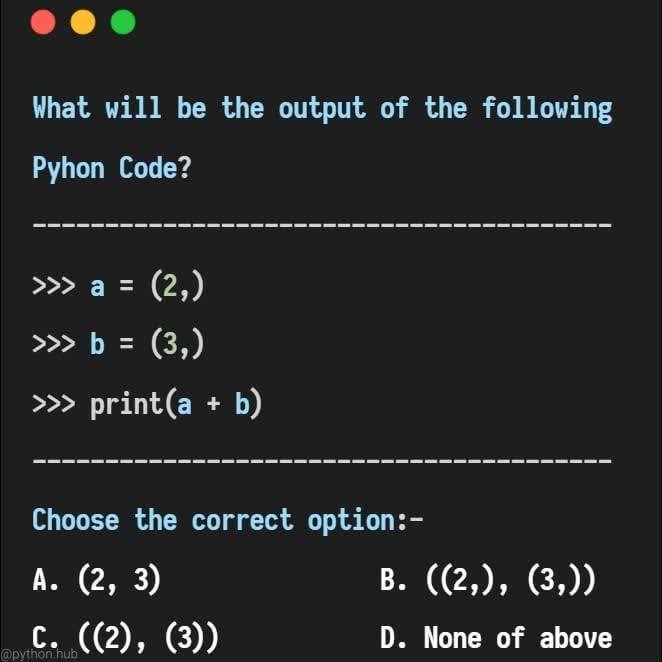 What will be the output of the following
Pyhon Code?
----------------------------------------
>>> a = (2,)
>>> b = (3,)
>>> print(a + b)
----------------------------------------
Choose the correct option:-
A. (2, 3) B. ((2,), (3,))
C. ((2), (3)) D. None of above
@python.hub